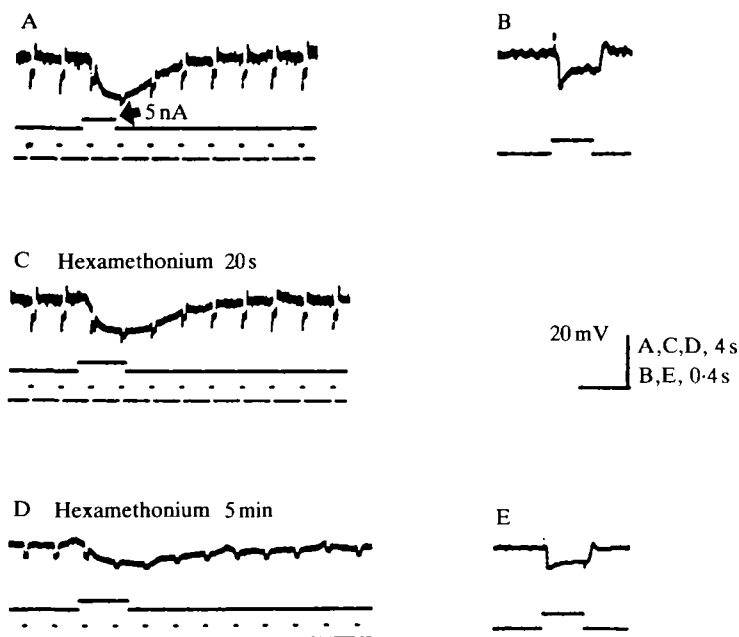 A
B
5 nA
C Hexamethonium 20 s
20 mV
A,C,D, 4 s
B,E, 0·4 s
D Hexamethonium 5 min
E